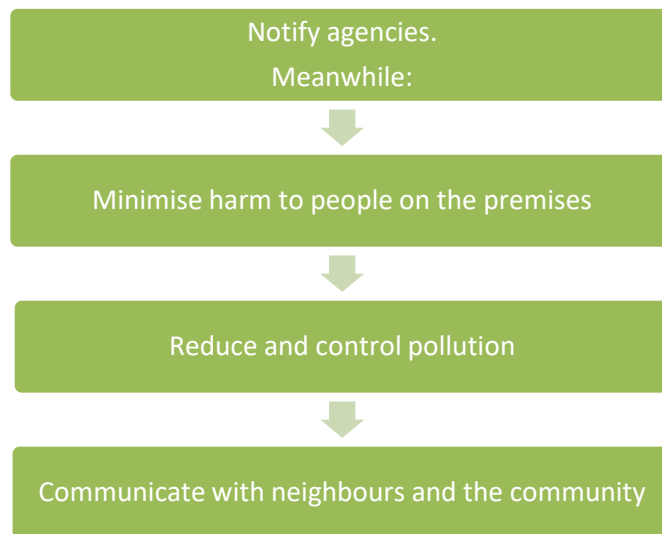 Notify agencies.
Meanwhile:
Minimise harm to people on the premises
Reduce and control pollution
Communicate with neighbours and the community